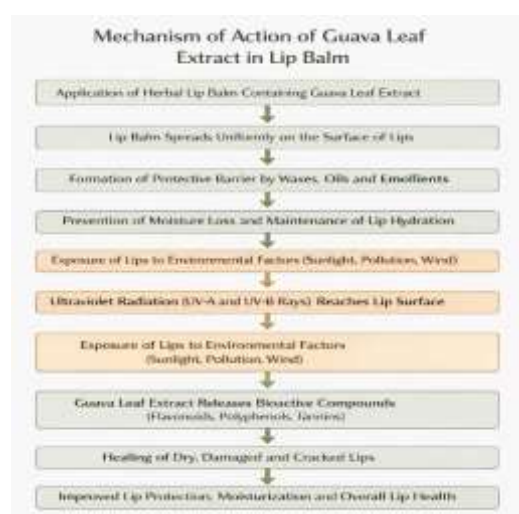 Mechanism of Action of Guava Leaf
Extract in Lip Balm
Application of Herbal Lip Balm Containing Guava Leaf Extract
Lip Balm Spreads Uniformly on the Surface of Lips
Formation of Protective Barrier by Waxes, Oils and Emollients
Prevention of Moisture Loss and Maintenance of Lip Hydration
Exposure of Lips to Environmental Factors (Sunlight, Pollution, Wind)
Ultraviolet Radiation (UV-A and UV-B Rays) Reaches Lip Surface
Exposure of Lips to Environmental Factors
(Sunlight, Pollution, Wind)
Guava Leaf Extract Releases Bioactive Compounds
(Flavonoids, Polyphenols, Tannins)
Healing of Dry, Damaged and Cracked Lips
Improved Lip Protection, Moisturization and Overall Lip Health